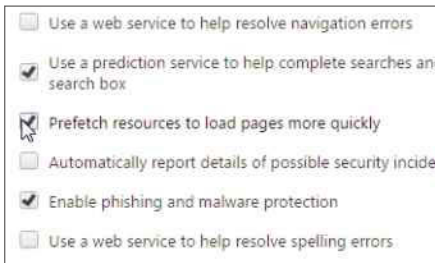 Use a web service to help resolve navigation errors
Use a prediction service to help complete searches an
search box
Prefetch resources to load pages more quickly
Automatically report details of possible security incide
Enable phishing and malware protection
Use a web service to help resolve spelling errors